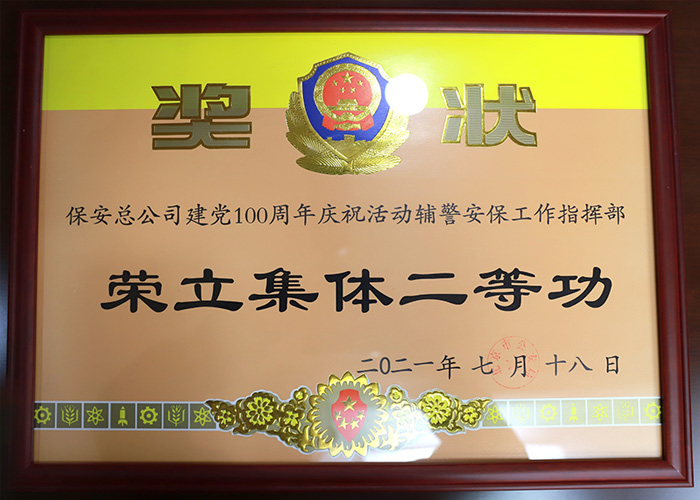 奖 状
保安总公司建党100周年庆祝活动辅警安保工作指挥部
荣立集体二等功
二〇二一年 七 月 十八 日